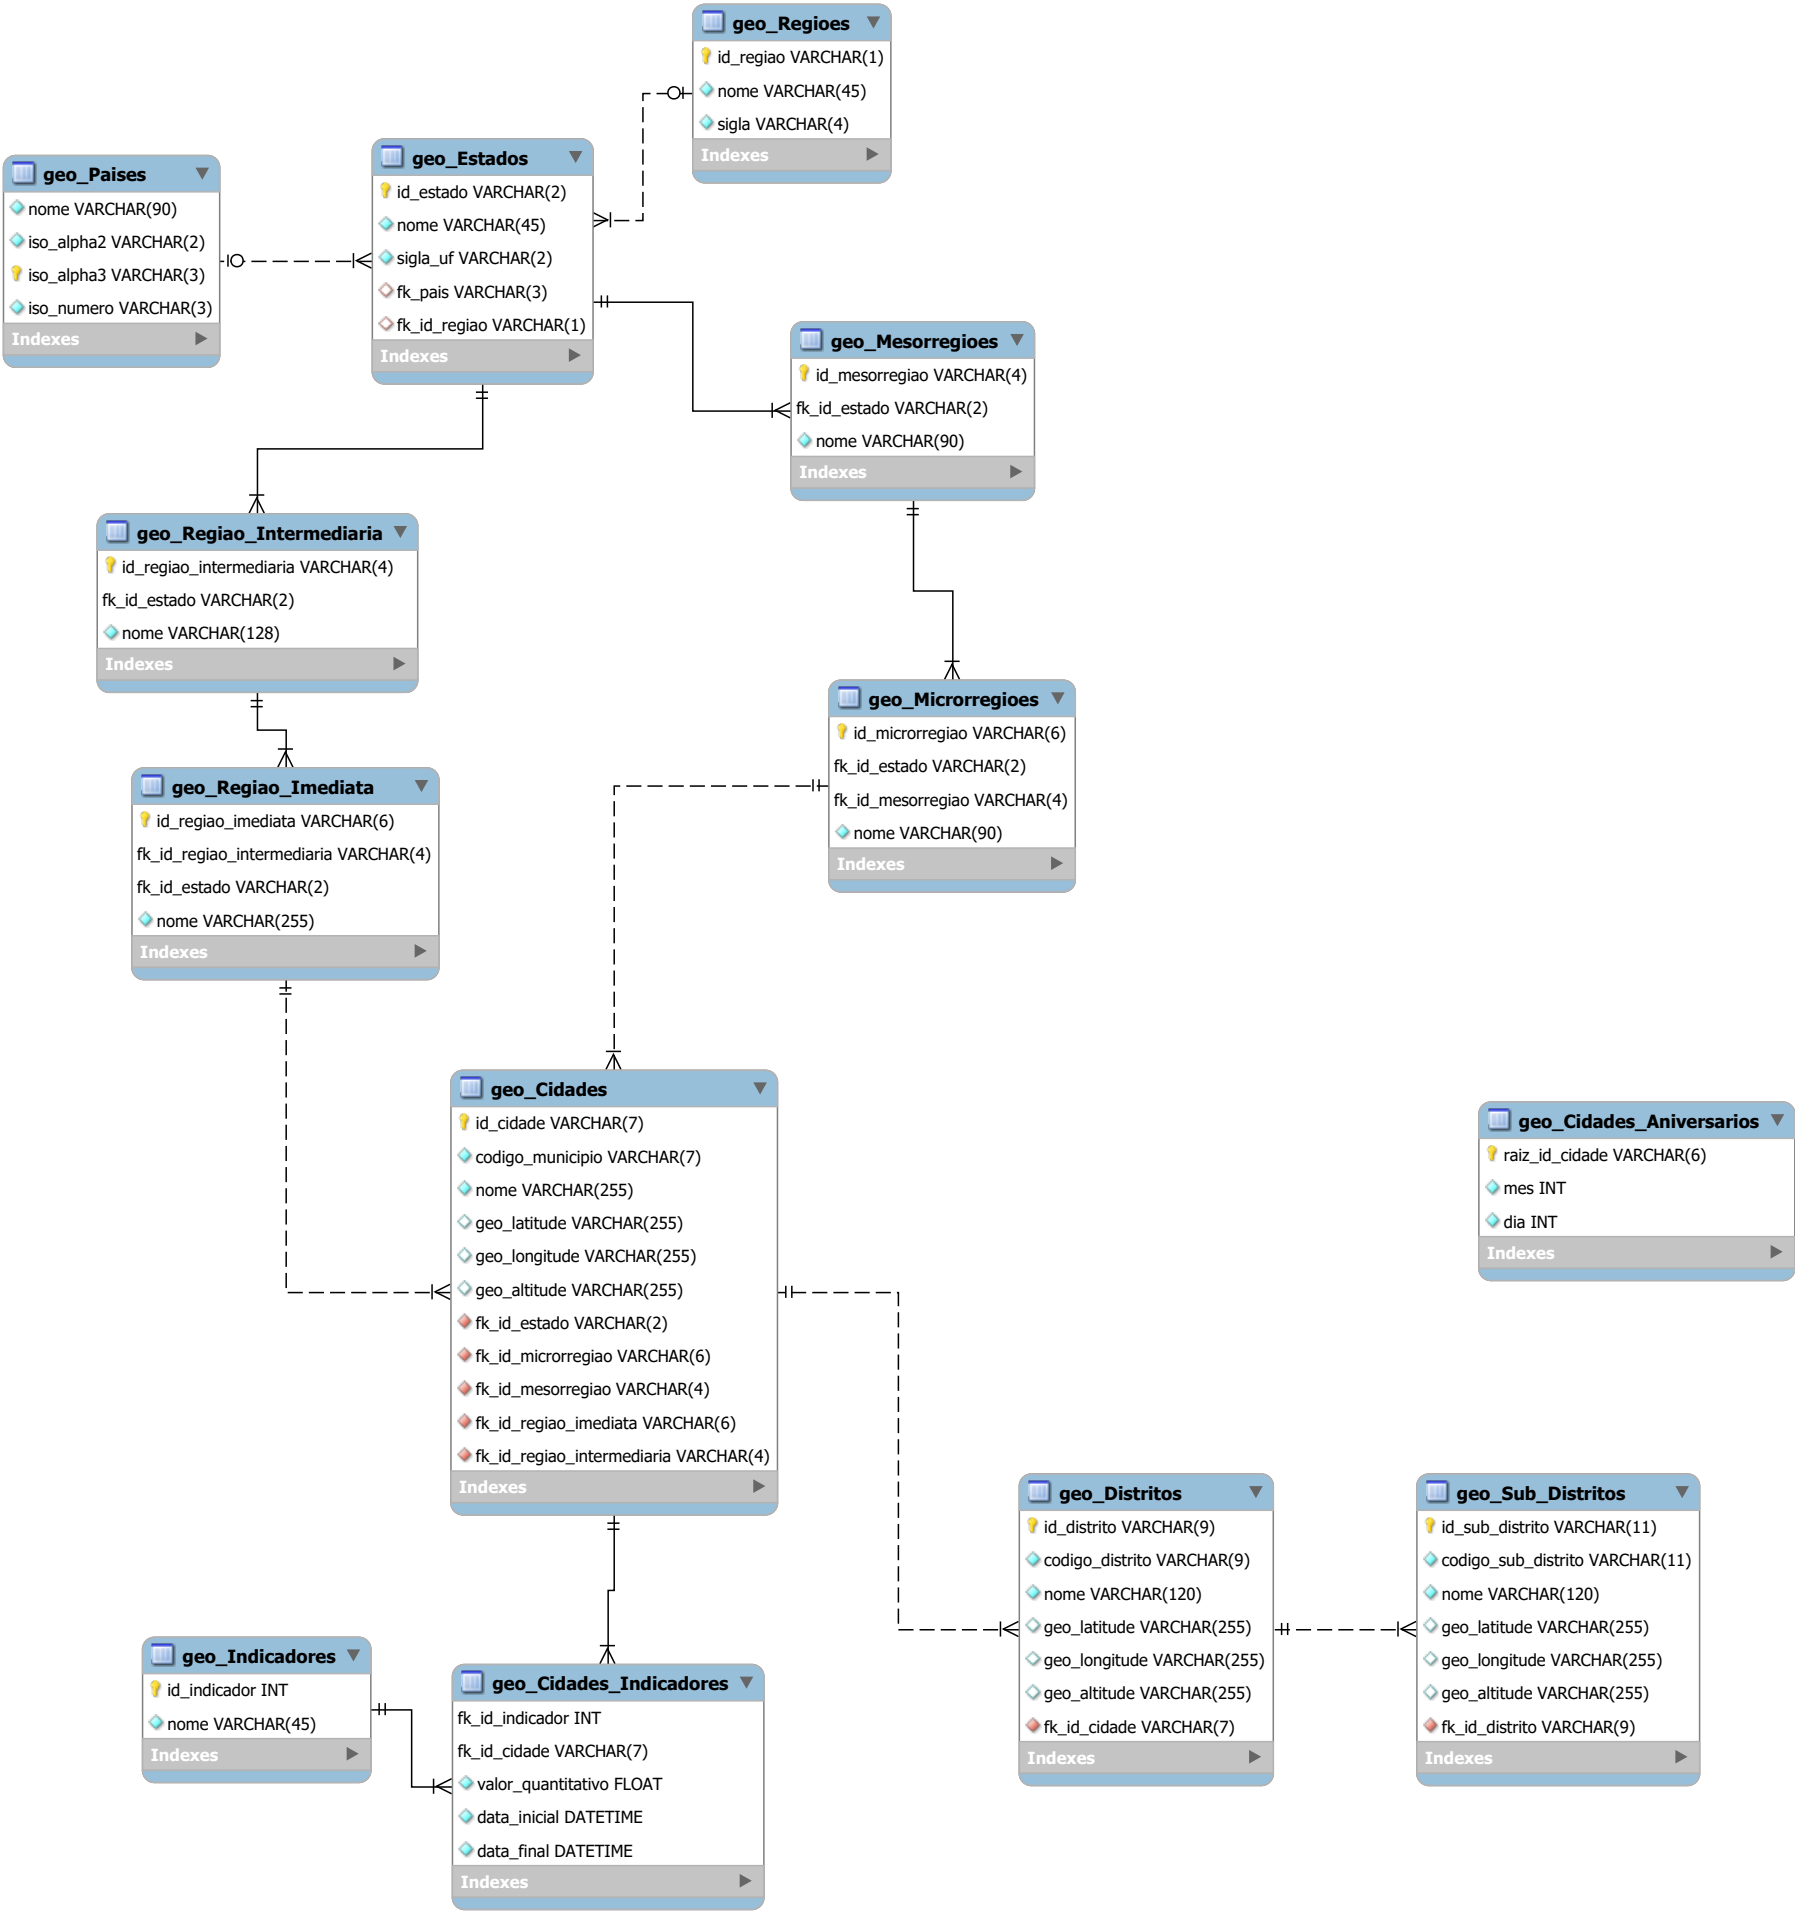 geo_Regioes
id_regiao VARCHAR(1)
nome VARCHAR(45)
sigla VARCHAR(4)
Indexes
geo_Estados
id_estado VARCHAR(2)
nome VARCHAR(45)
sigla_uf VARCHAR(2)
fk_pais VARCHAR(3)
fk_id_regiao VARCHAR(1)
Indexes
geo_Paises
nome VARCHAR(90)
iso_alpha2 VARCHAR(2)
iso_alpha3 VARCHAR(3)
iso_numero VARCHAR(3)
Indexes
geo_Mesorregioes
id_mesorregiao VARCHAR(4)
fk_id_estado VARCHAR(2)
nome VARCHAR(90)
Indexes
geo_Regiao_Intermediaria
id_regiao_intermediaria VARCHAR(4)
fk_id_estado VARCHAR(2)
nome VARCHAR(128)
Indexes
geo_Microrregioes
id_microrregiao VARCHAR(6)
fk_id_estado VARCHAR(2)
fk_id_mesorregiao VARCHAR(4)
nome VARCHAR(90)
Indexes
geo_Regiao_Imediata
id_regiao_imediata VARCHAR(6)
fk_id_regiao_intermediaria VARCHAR(4)
fk_id_estado VARCHAR(2)
nome VARCHAR(255)
Indexes
geo_Cidades
id_cidade VARCHAR(7)
codigo_municipio VARCHAR(7)
nome VARCHAR(255)
geo_latitude VARCHAR(255)
geo_longitude VARCHAR(255)
geo_altitude VARCHAR(255)
fk_id_estado VARCHAR(2)
fk_id_microrregiao VARCHAR(6)
fk_id_mesorregiao VARCHAR(4)
fk_id_regiao_imediata VARCHAR(6)
fk_id_regiao_intermediaria VARCHAR(4)
Indexes
geo_Cidades_Aniversarios
raiz_id_cidade VARCHAR(6)
mes INT
dia INT
Indexes
geo_Distritos
id_distrito VARCHAR(9)
codigo_distrito VARCHAR(9)
nome VARCHAR(120)
geo_latitude VARCHAR(255)
geo_longitude VARCHAR(255)
geo_altitude VARCHAR(255)
fk_id_cidade VARCHAR(7)
Indexes
geo_Sub_Distritos
id_sub_distrito VARCHAR(11)
codigo_sub_distrito VARCHAR(11)
nome VARCHAR(120)
geo_latitude VARCHAR(255)
geo_longitude VARCHAR(255)
geo_altitude VARCHAR(255)
fk_id_distrito VARCHAR(9)
Indexes
geo_Indicadores
id_indicador INT
nome VARCHAR(45)
Indexes
geo_Cidades_Indicadores
fk_id_indicador INT
fk_id_cidade VARCHAR(7)
valor_quantitativo FLOAT
data_inicial DATETIME
data_final DATETIME
Indexes